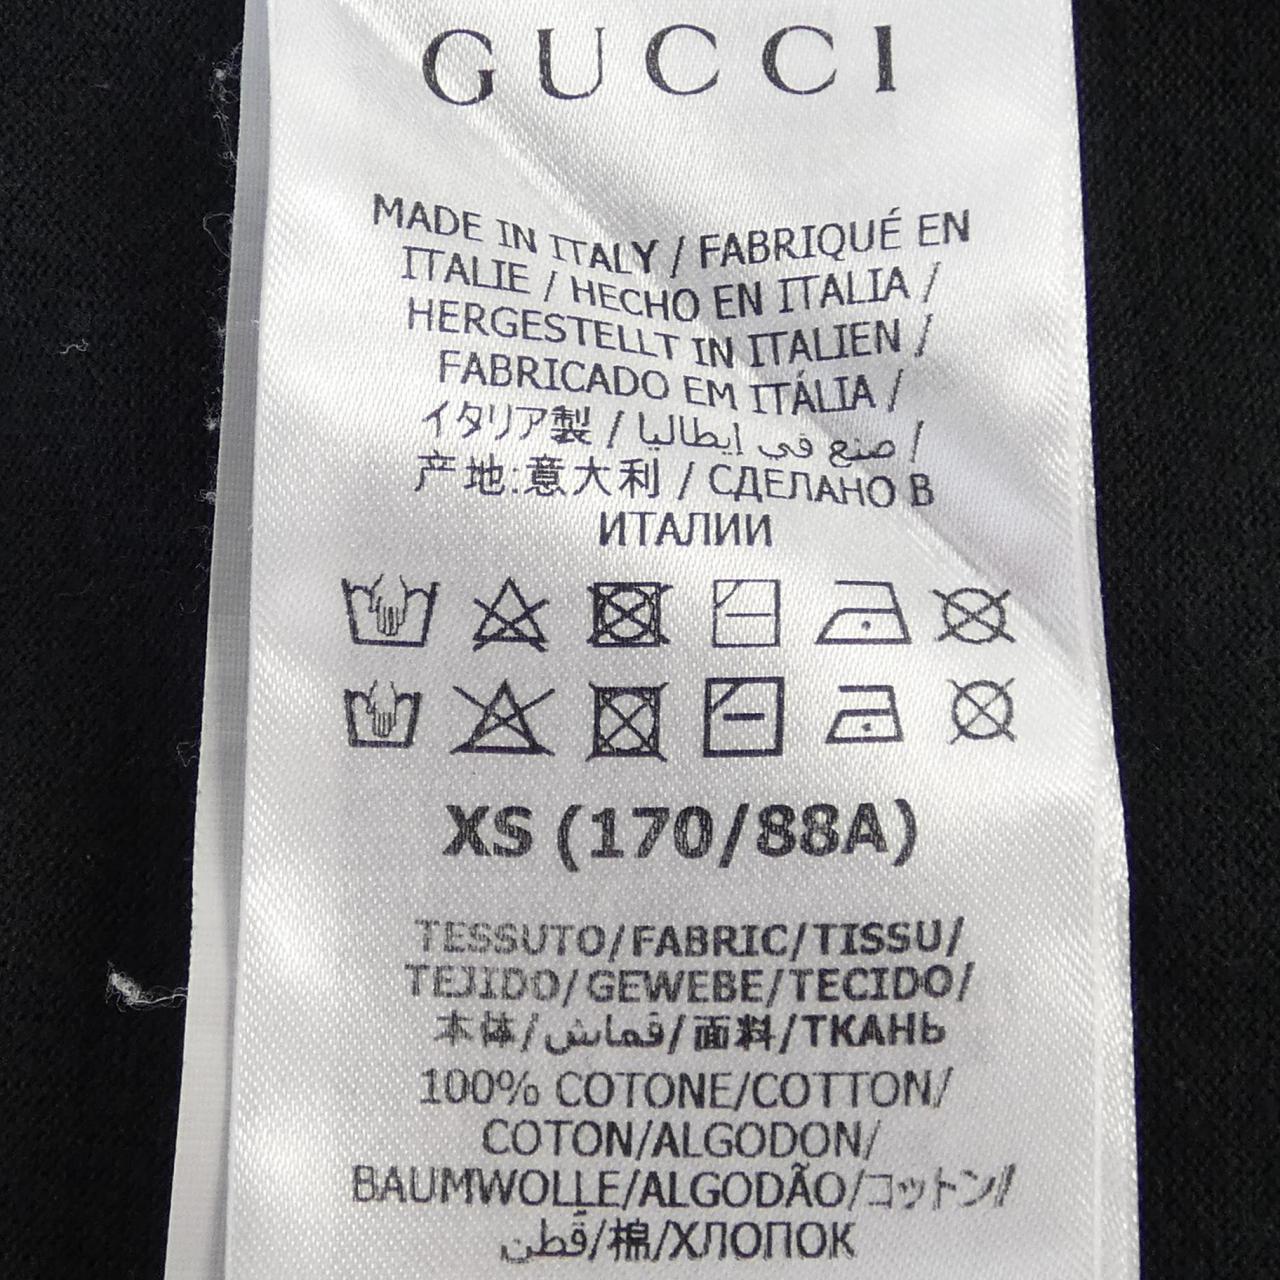 GUCCI
MADE IN ITALY / FABRIQUÉ EN
ITALIE / HECHO EN ITALIA /
HERGESTELLT IN ITALIEN /
FABRICADO EM ITÁLIA /
イタリア製 / صنع في ايطاليا /
产地:意大利 / СДЕЛАНО В
ИТАЛИИ
XS (170/88A)
TESSUTO/FABRIC/TISSU/
TEJIDO/GEWEBE/TECIDO/
本体/قماش/面料/ТКАНЬ
100% COTONE/COTTON/
COTON/ALGODON/
BAUMWOLLE/ALGODÃO/コットン/
قطن/棉/ХЛОПОК